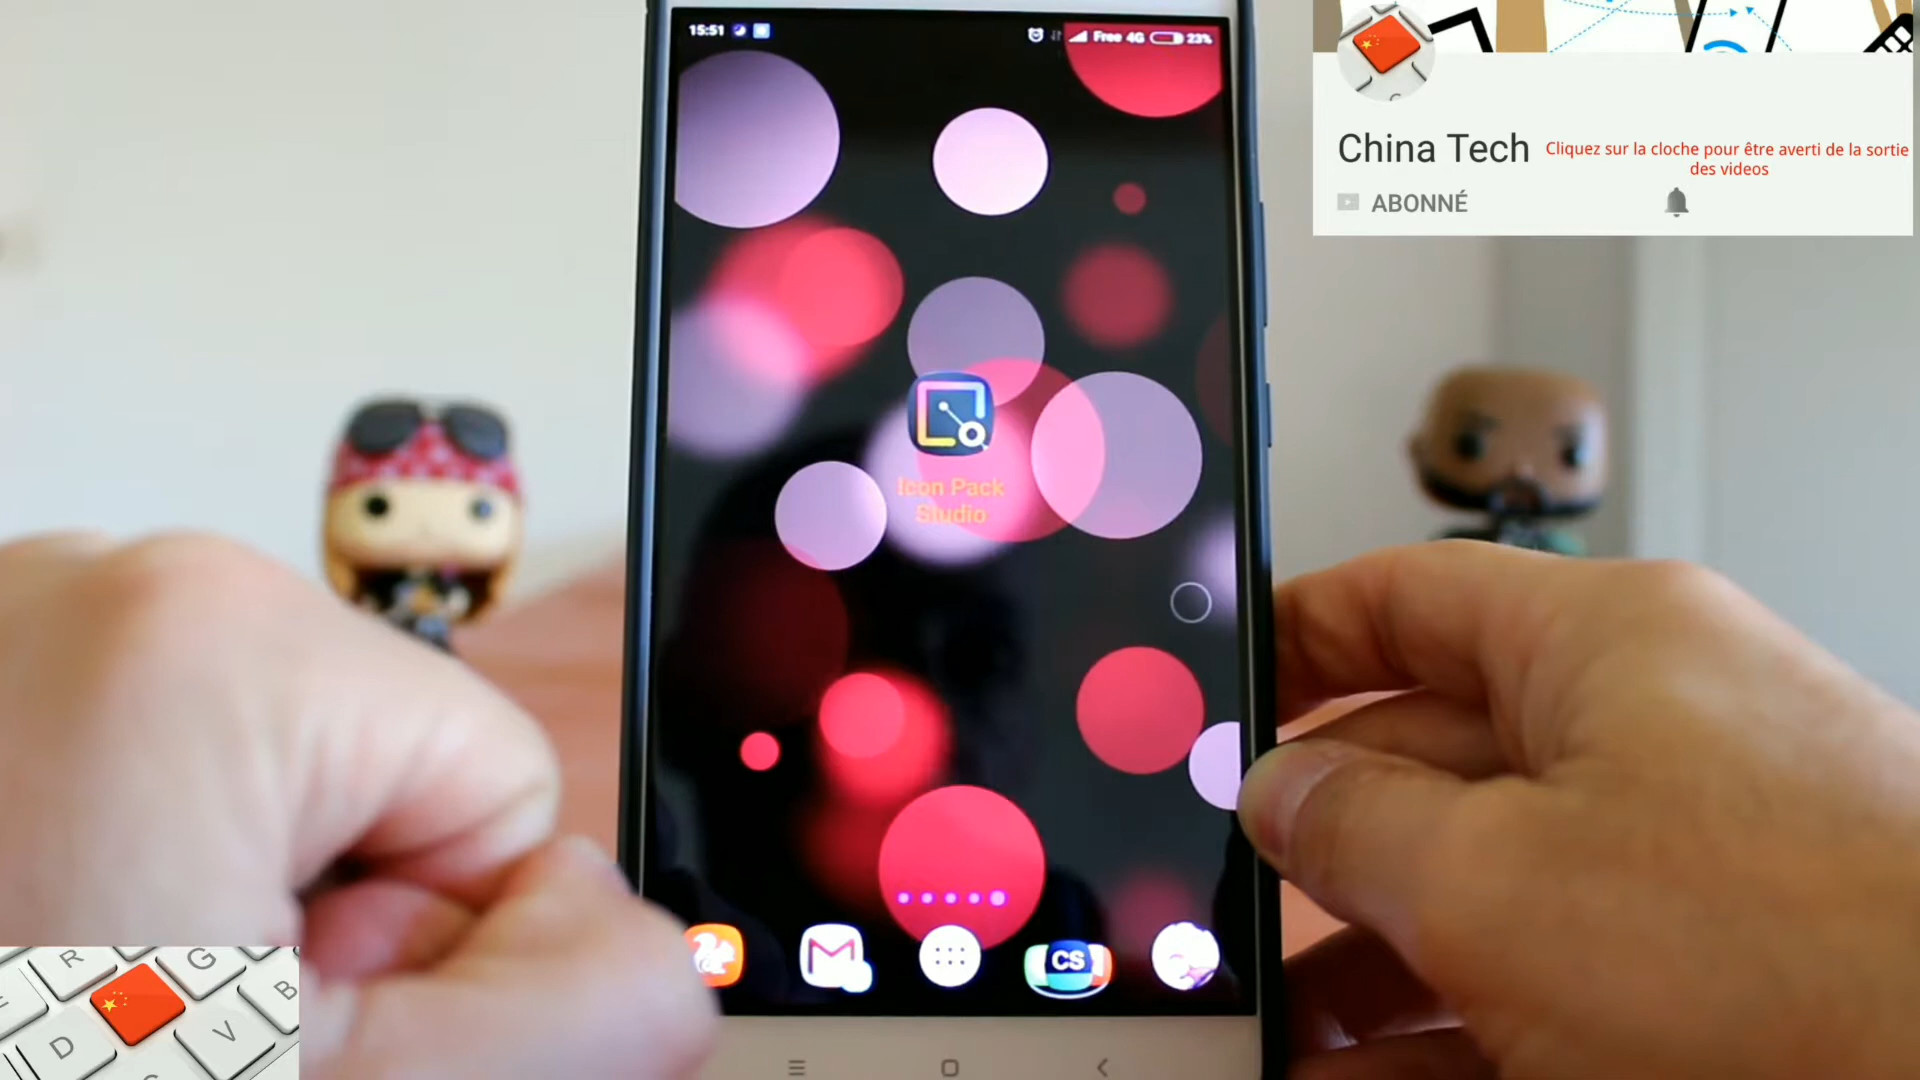 15:51
Free 4G 23%
Icon Pack
Studio
CS
China Tech
Cliquez sur la cloche pour être averti de la sortie
des videos
ABONNÉ
R G
B
D V